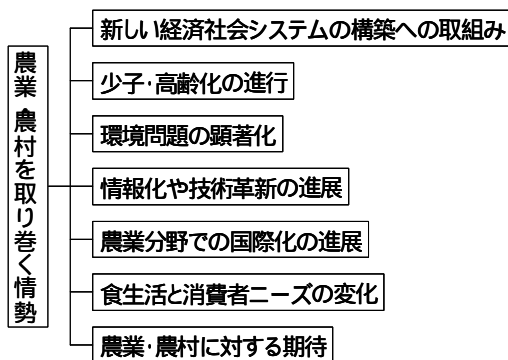 農業・農村を取り巻く情勢
新しい経済社会システムの構築への取組み
少子・高齢化の進行
環境問題の顕著化
情報化や技術革新の進展
農業分野での国際化の進展
食生活と消費者ニーズの変化
農業・農村に対する期待